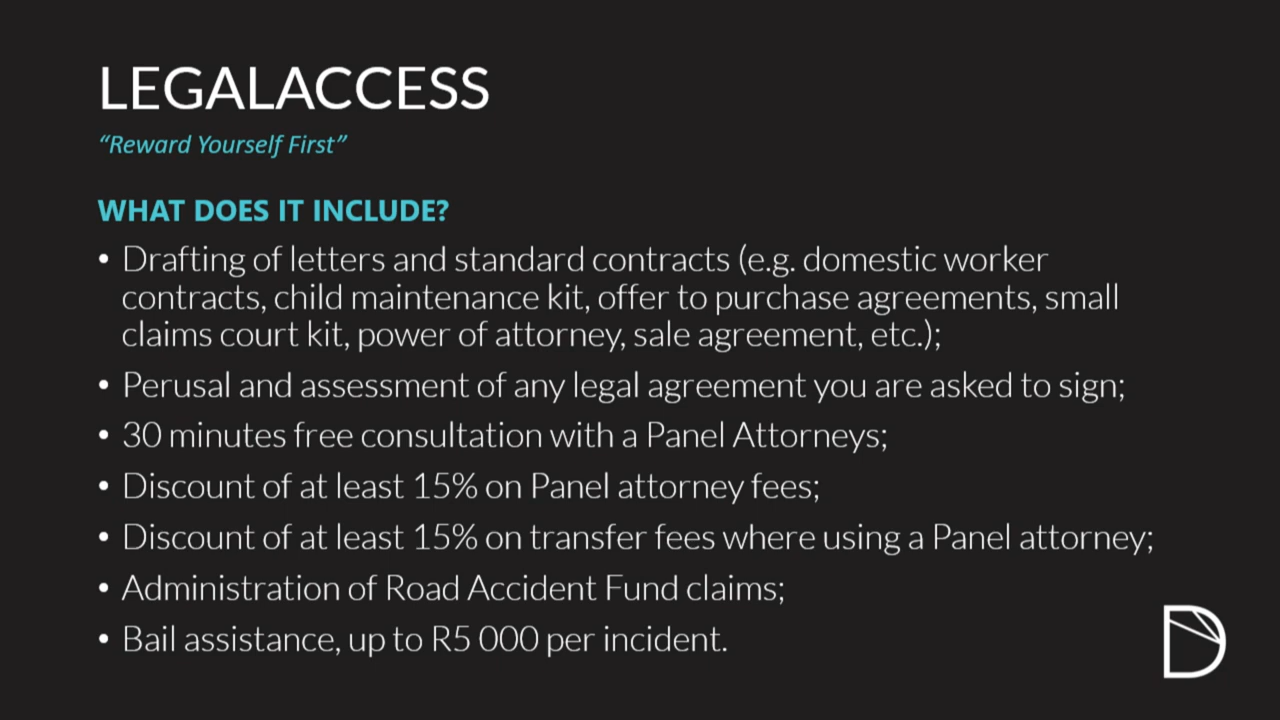 LEGALACCESS
“Reward Yourself First”
WHAT DOES IT INCLUDE?
• Drafting of letters and standard contracts (e.g. domestic worker
contracts, child maintenance kit, offer to purchase agreements, small
claims court kit, power of attorney, sale agreement, etc.);
• Perusal and assessment of any legal agreement you are asked to sign;
• 30 minutes free consultation with a Panel Attorneys;
• Discount of at least 15% on Panel attorney fees;
• Discount of at least 15% on transfer fees where using a Panel attorney;
• Administration of Road Accident Fund claims;
• Bail assistance, up to R5 000 per incident.
D